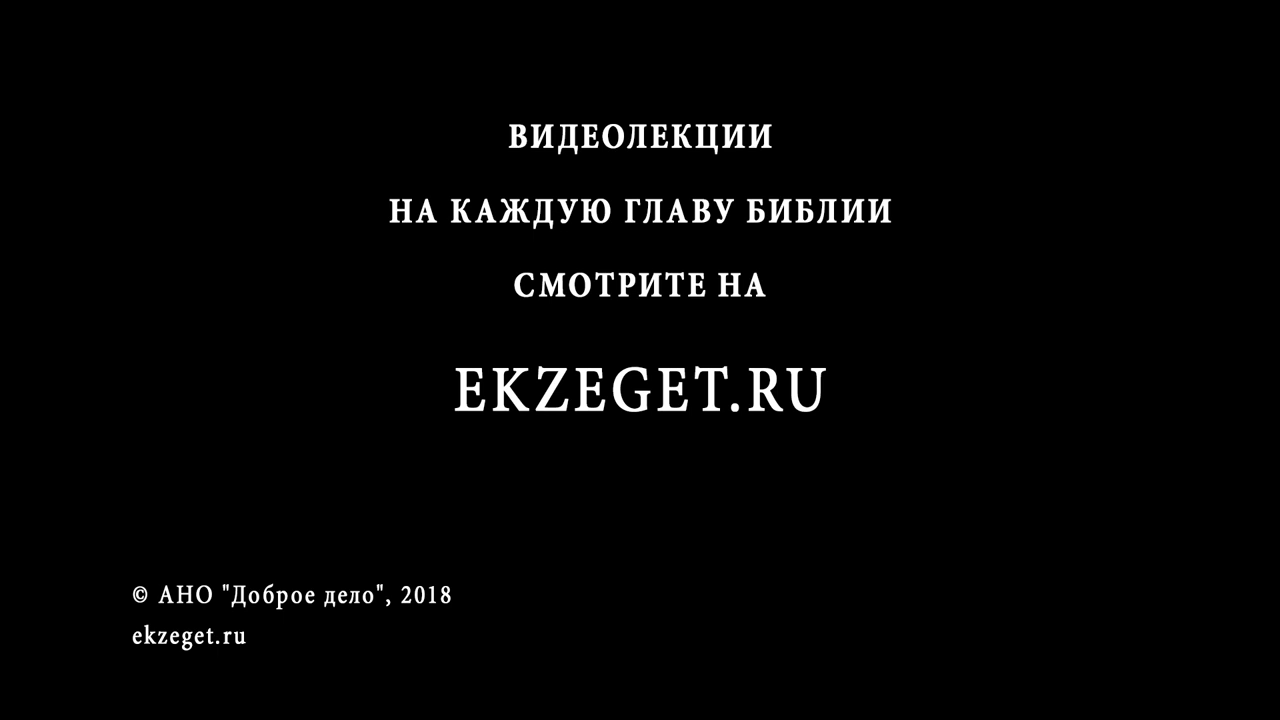 ВИДЕОЛЕКЦИИ
НА КАЖДУЮ ГЛАВУ БИБЛИИ
СМОТРИТЕ НА
EKZEGET.RU
© АНО "Доброе дело", 2018
ekzeget.ru